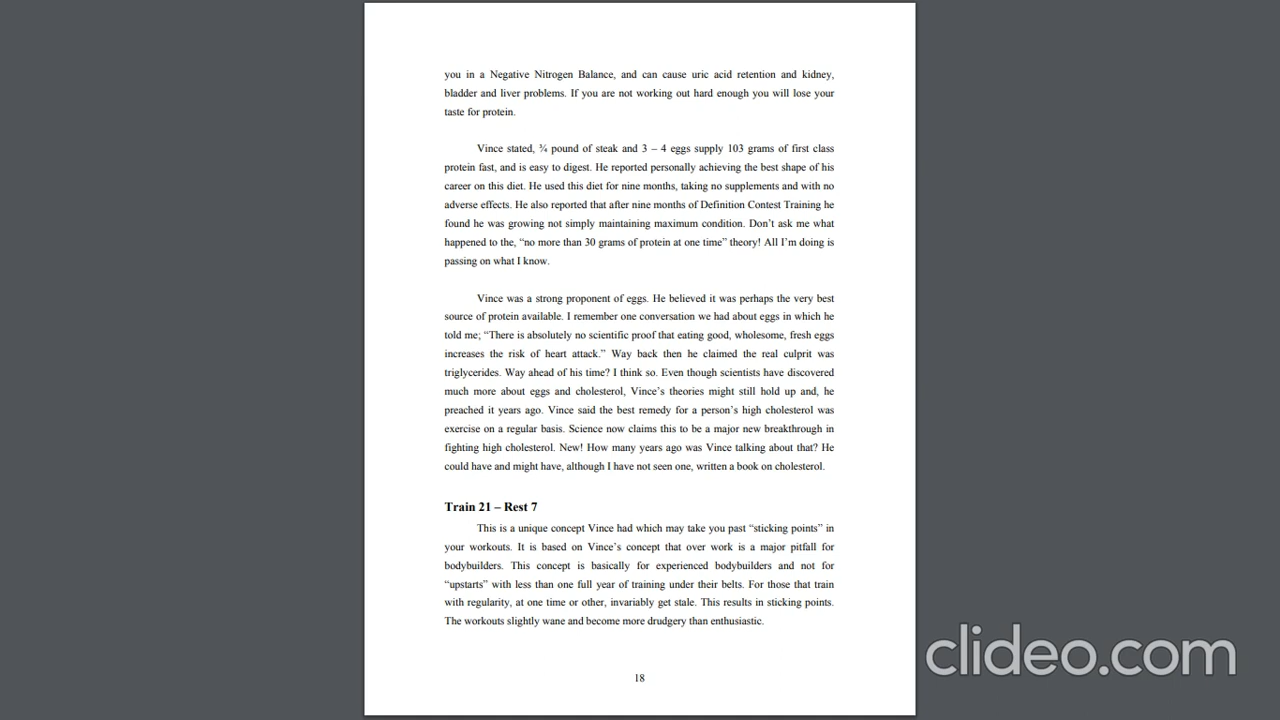 you in a Negative Nitrogen Balance, and can cause uric acid retention and kidney,
bladder and liver problems. If you are not working out hard enough you will lose your
taste for protein.
Vince stated, ¾ pound of steak and 3 – 4 eggs supply 103 grams of first class
protein fast, and is easy to digest. He reported personally achieving the best shape of his
career on this diet. He used this diet for nine months, taking no supplements and with no
adverse effects. He also reported that after nine months of Definition Contest Training he
found he was growing not simply maintaining maximum condition. Don’t ask me what
happened to the, “no more than 30 grams of protein at one time” theory! All I’m doing is
passing on what I know.
Vince was a strong proponent of eggs. He believed it was perhaps the very best
source of protein available. I remember one conversation we had about eggs in which he
told me; “There is absolutely no scientific proof that eating good, wholesome, fresh eggs
increases the risk of heart attack.” Way back then he claimed the real culprit was
triglycerides. Way ahead of his time? I think so. Even though scientists have discovered
much more about eggs and cholesterol, Vince’s theories might still hold up and, he
preached it years ago. Vince said the best remedy for a person’s high cholesterol was
exercise on a regular basis. Science now claims this to be a major new breakthrough in
fighting high cholesterol. New! How many years ago was Vince talking about that? He
could have and might have, although I have not seen one, written a book on cholesterol.
Train 21 – Rest 7
This is a unique concept Vince had which may take you past “sticking points” in
your workouts. It is based on Vince’s concept that over work is a major pitfall for
bodybuilders. This concept is basically for experienced bodybuilders and not for
“upstarts” with less than one full year of training under their belts. For those that train
with regularity, at one time or other, invariably get stale. This results in sticking points.
The workouts slightly wane and become more drudgery than enthusiastic.
18
clideo.com